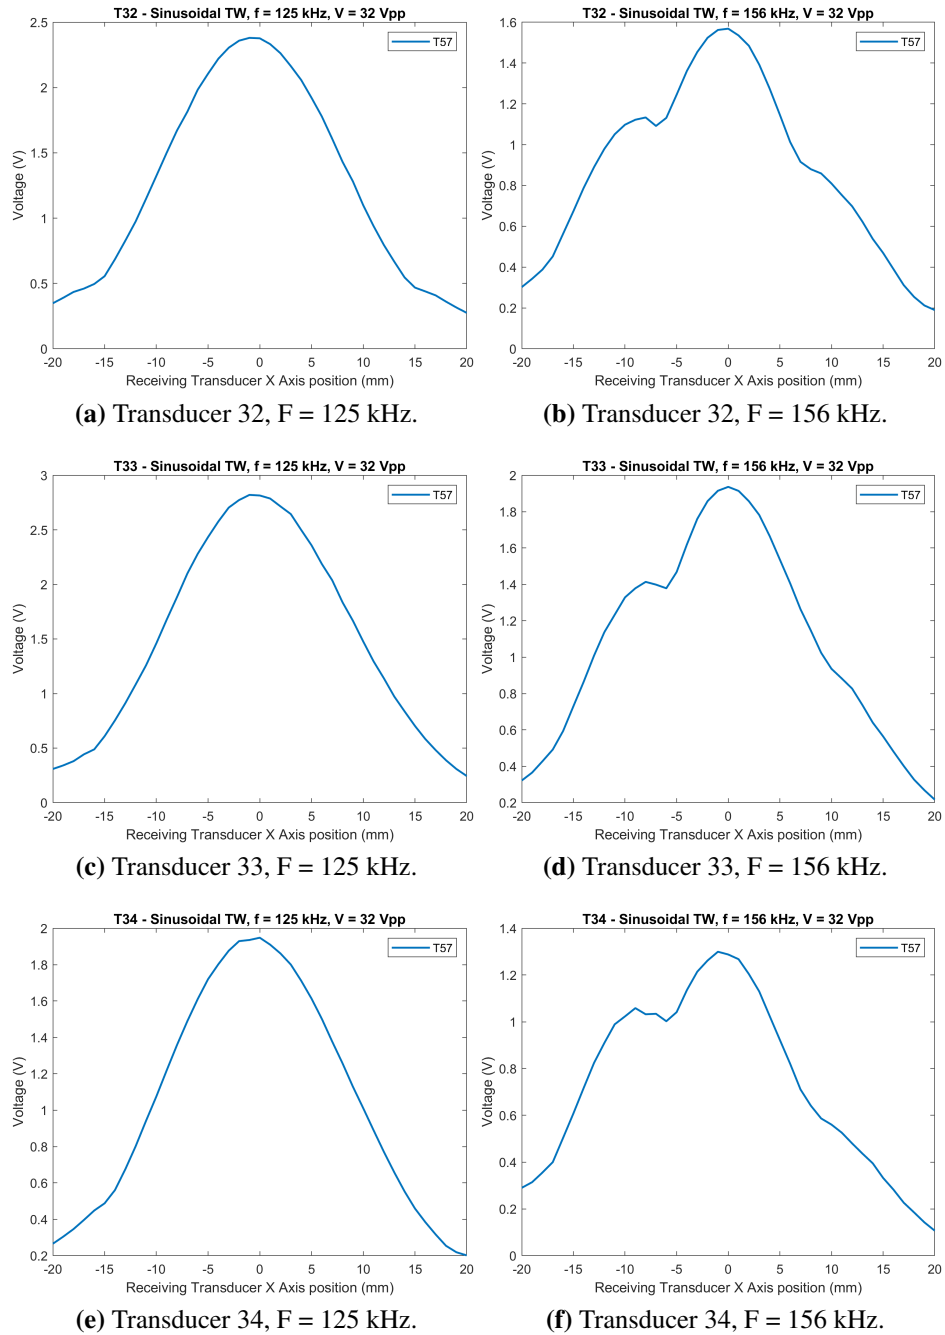 T32 - Sinusoidal TW, f = 125 kHz, V = 32 Vpp
T57
2.5
2
1.5
1
0.5
0
Voltage (V)
-20 -15 -10 -5 0 5 10 15 20
Receiving Transducer X Axis position (mm)
(a) Transducer 32, F = 125 kHz.
T32 - Sinusoidal TW, f = 156 kHz, V = 32 Vpp
T57
1.6
1.4
1.2
1
0.8
0.6
0.4
0.2
0
Voltage (V)
-20 -15 -10 -5 0 5 10 15 20
Receiving Transducer X Axis position (mm)
(b) Transducer 32, F = 156 kHz.
T33 - Sinusoidal TW, f = 125 kHz, V = 32 Vpp
T57
3
2.5
2
1.5
1
0.5
0
Voltage (V)
-20 -15 -10 -5 0 5 10 15 20
Receiving Transducer X Axis position (mm)
(c) Transducer 33, F = 125 kHz.
T33 - Sinusoidal TW, f = 156 kHz, V = 32 Vpp
T57
2
1.8
1.6
1.4
1.2
1
0.8
0.6
0.4
0.2
Voltage (V)
-20 -15 -10 -5 0 5 10 15 20
Receiving Transducer X Axis position (mm)
(d) Transducer 33, F = 156 kHz.
T34 - Sinusoidal TW, f = 125 kHz, V = 32 Vpp
T57
2
1.8
1.6
1.4
1.2
1
0.8
0.6
0.4
0.2
Voltage (V)
-20 -15 -10 -5 0 5 10 15 20
Receiving Transducer X Axis position (mm)
(e) Transducer 34, F = 125 kHz.
T34 - Sinusoidal TW, f = 156 kHz, V = 32 Vpp
T57
1.4
1.2
1
0.8
0.6
0.4
0.2
0
Voltage (V)
-20 -15 -10 -5 0 5 10 15 20
Receiving Transducer X Axis position (mm)
(f) Transducer 34, F = 156 kHz.